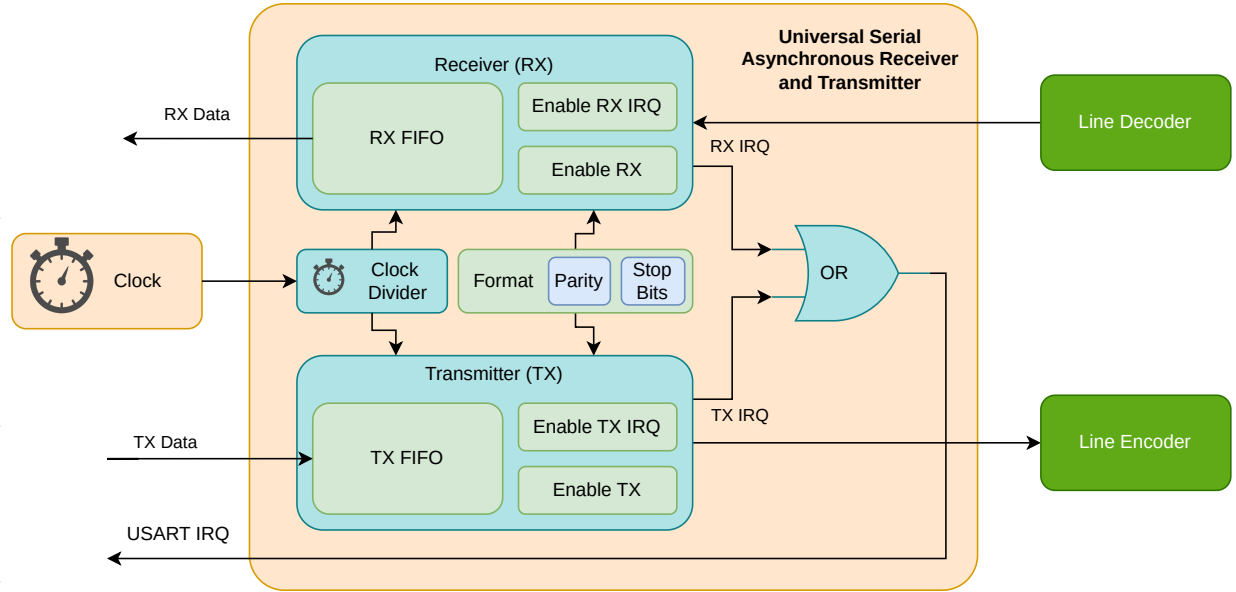 Universal Serial
Asynchronous Receiver
and Transmitter
Receiver (RX)
RX FIFO
Enable RX IRQ
Enable RX
RX Data
RX IRQ
Line Decoder
Clock
Clock
Divider
Format
Parity
Stop
Bits
OR
Transmitter (TX)
TX FIFO
Enable TX IRQ
Enable TX
TX Data
TX IRQ
Line Encoder
USART IRQ